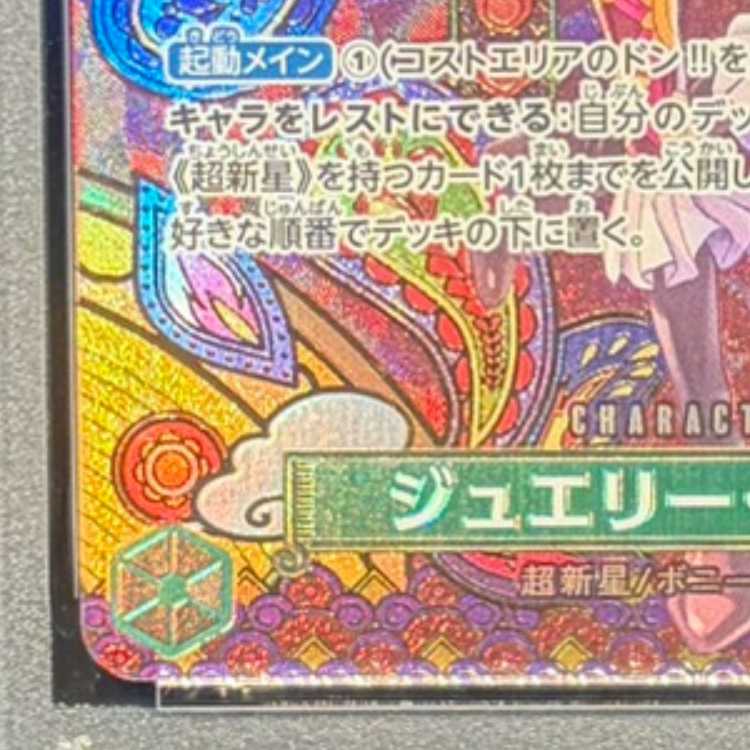 起動メイン ①(コストエリアのドン!!を
キャラをレストにできる:自分のデッ
《超新星》を持つカード1枚までを公開し
好きな順番でデッキの下に置く。
CHARACT
ジュエリー・
超新星/ボニー